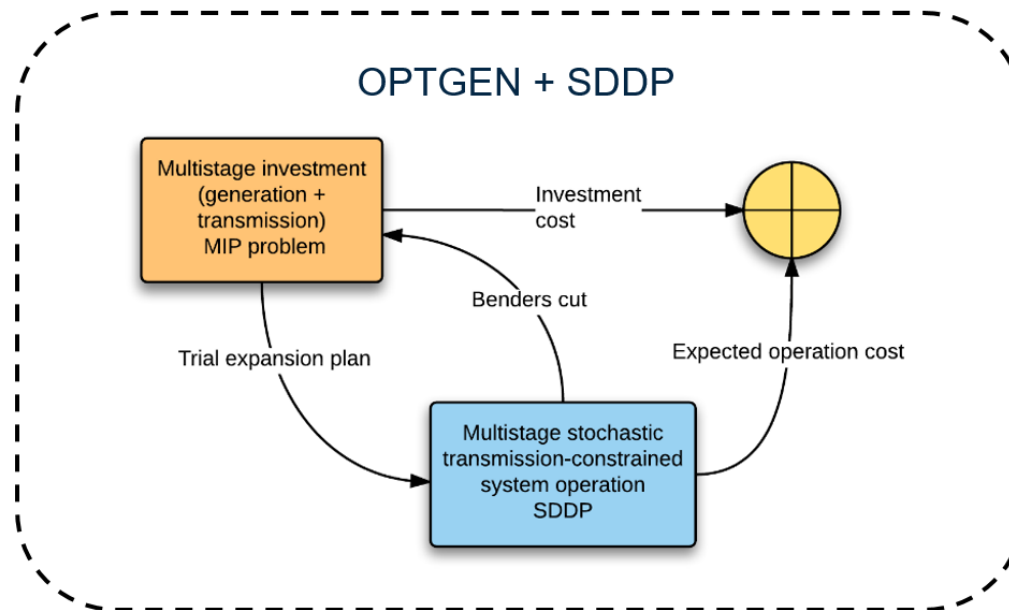 OPTGEN + SDDP
Multistage investment
(generation +
transmission)
MIP problem
Investment
cost
Benders cut
Trial expansion plan
Expected operation cost
Multistage stochastic
transmission-constrained
system operation
SDDP